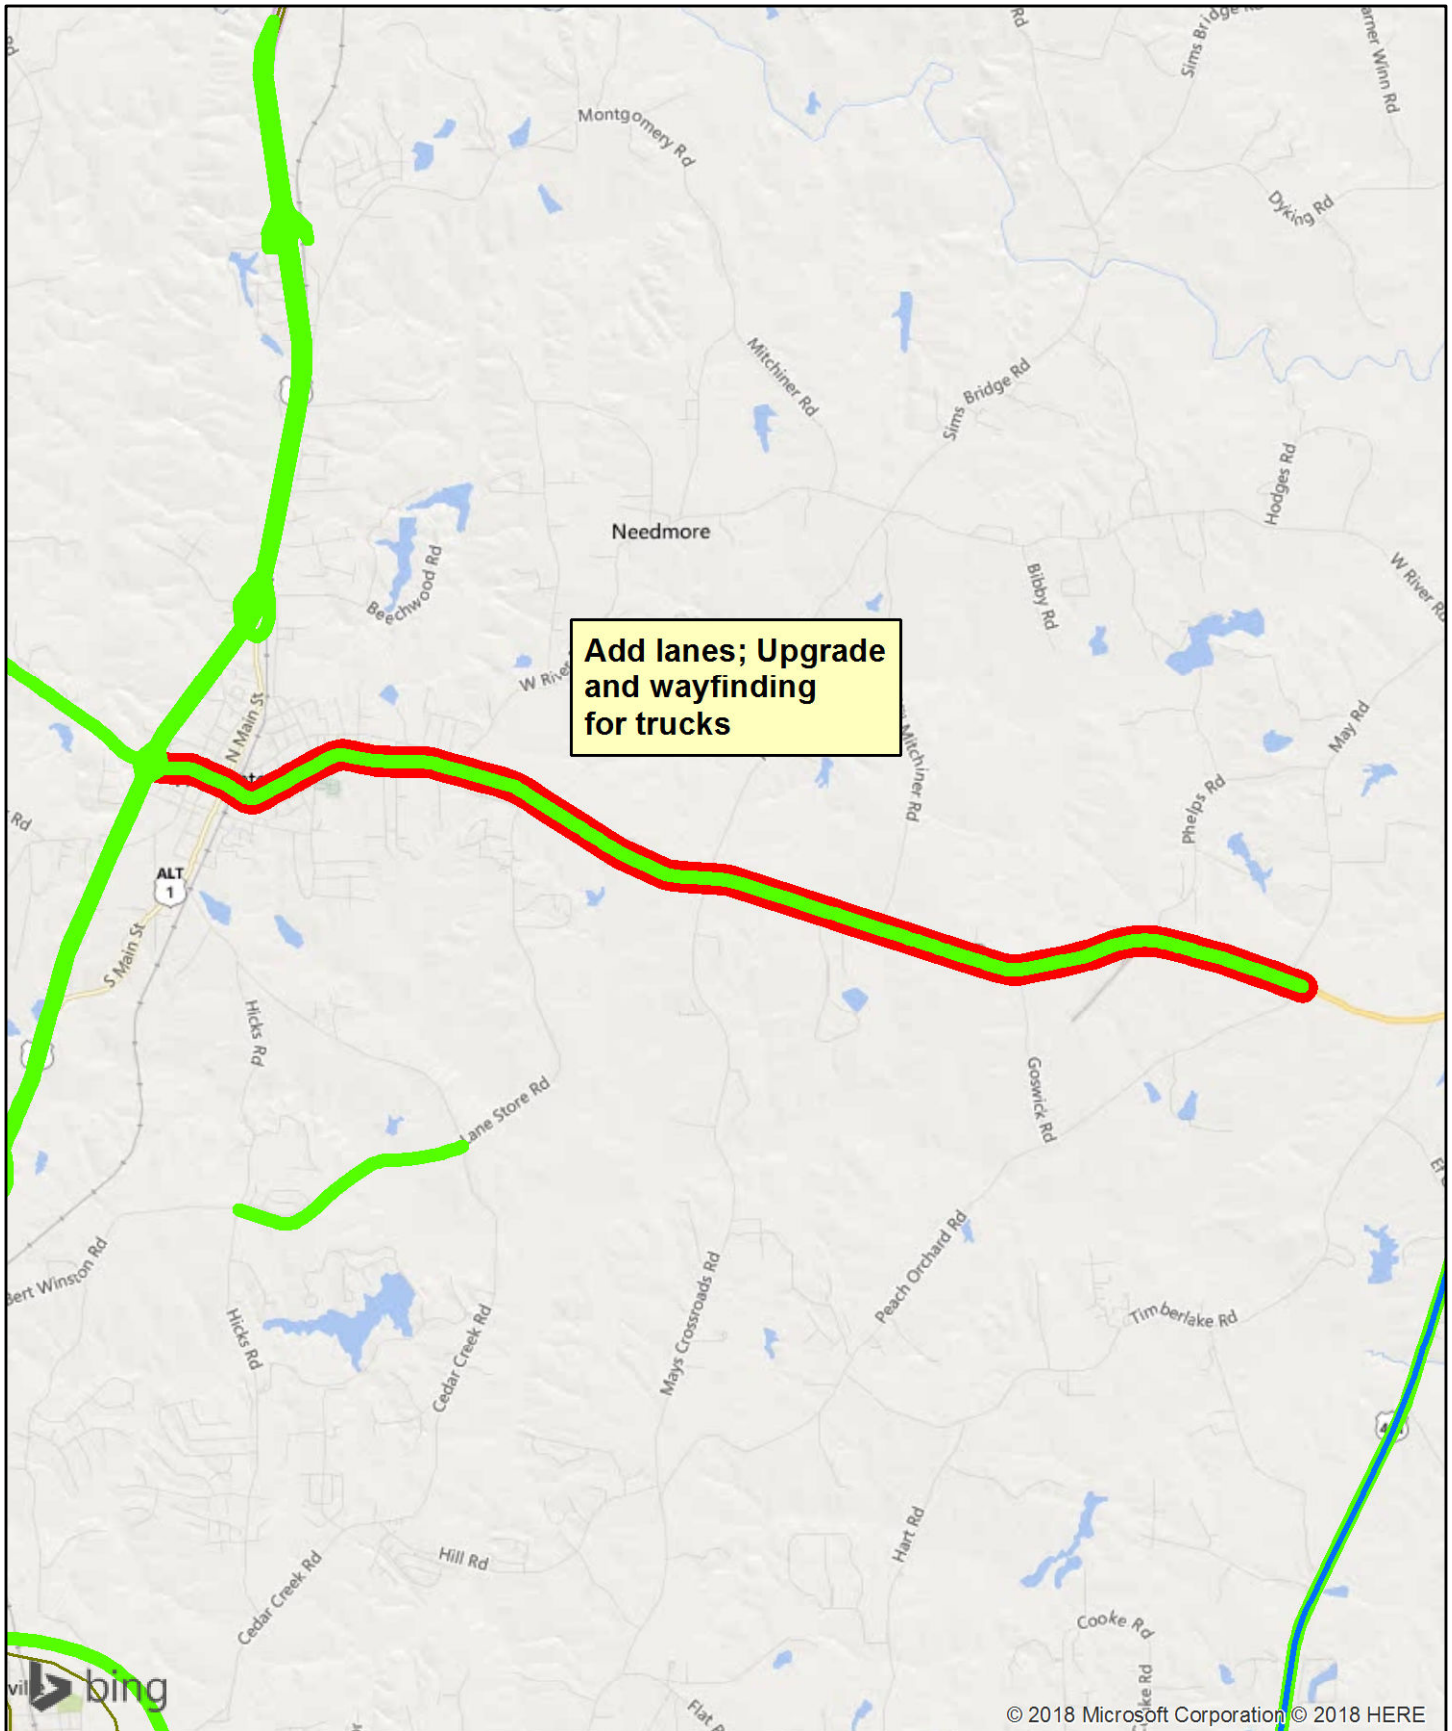 Rd
Sims Bridge Rd
Rd
Montgomery Rd
Dyking Rd
Mitchiner Rd
Sims Bridge Rd
Hodges Rd
Needmore
Beechwood Rd
Bibby Rd
W River Rd
Add lanes; Upgrade
and wayfinding
for trucks
N Main St
May Rd
Mitchiner Rd
Phelps Rd
Rd
ALT
1
S Main St
Hicks Rd
Goswick Rd
Lane Store Rd
Bert Winston Rd
Peach Orchard Rd
Mays Crossroads Rd
Timberlake Rd
Hicks Rd
Cedar Creek Rd
Hart Rd
Hill Rd
Cedar Creek Rd
Cooke Rd
bing
© 2018 Microsoft Corporation © 2018 HERE